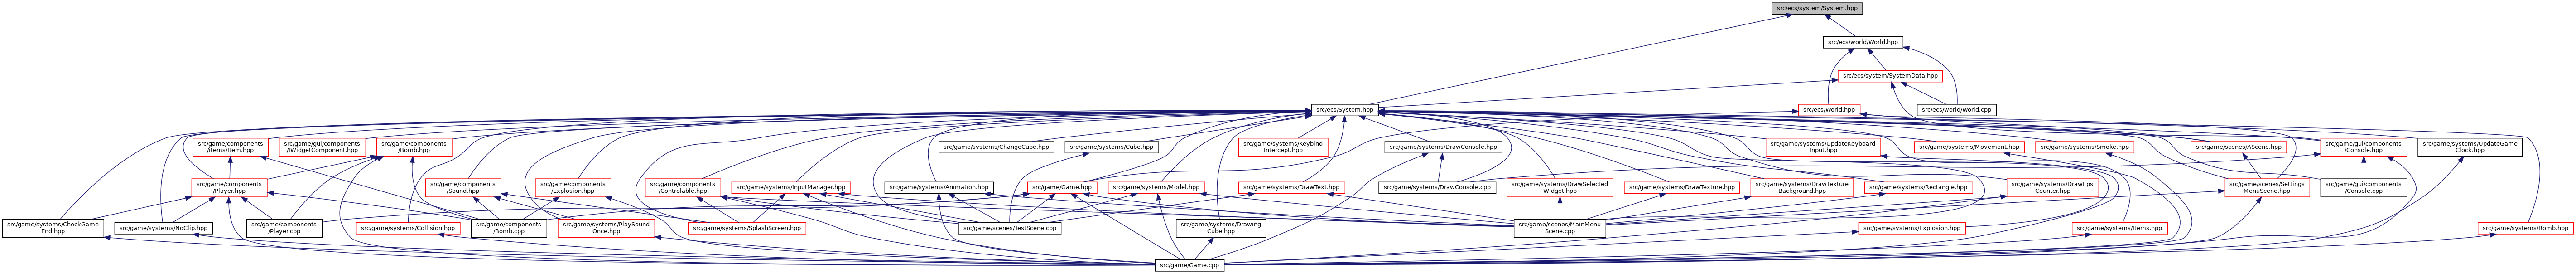 src/ecs/system/System.hpp
src/ecs/world/World.hpp
src/ecs/system/SystemData.hpp
src/ecs/System.hpp
src/ecs/World.hpp
src/ecs/world/World.cpp
src/game/components
/items/Item.hpp
src/game/gui/components
/IWidgetComponent.hpp
src/game/components
/Bomb.hpp
src/game/systems/ChangeCube.hpp
src/game/systems/Cube.hpp
src/game/systems/Keybind
Intercept.hpp
src/game/systems/DrawConsole.hpp
src/game/systems/UpdateKeyboard
Input.hpp
src/game/systems/Movement.hpp
src/game/systems/Smoke.hpp
src/game/scenes/AScene.hpp
src/game/gui/components
/Console.hpp
src/game/systems/UpdateGame
Clock.hpp
src/game/components
/Player.hpp
src/game/components
/Sound.hpp
src/game/components
/Explosion.hpp
src/game/components
/Controlable.hpp
src/game/systems/InputManager.hpp
src/game/systems/Animation.hpp
src/game/Game.hpp
src/game/systems/Model.hpp
src/game/systems/DrawText.hpp
src/game/systems/DrawConsole.cpp
src/game/systems/DrawSelected
Widget.hpp
src/game/systems/DrawTexture.hpp
src/game/systems/DrawTexture
Background.hpp
src/game/systems/Rectangle.hpp
src/game/systems/DrawFps
Counter.hpp
src/game/scenes/Settings
MenuScene.hpp
src/game/gui/components
/Console.cpp
src/game/systems/CheckGame
End.hpp
src/game/systems/NoClip.hpp
src/game/components
/Player.cpp
src/game/systems/Collision.hpp
src/game/components
/Bomb.cpp
src/game/systems/PlaySound
Once.hpp
src/game/systems/SplashScreen.hpp
src/game/scenes/TestScene.cpp
src/game/systems/Drawing
Cube.hpp
src/game/scenes/MainMenu
Scene.cpp
src/game/systems/Explosion.hpp
src/game/systems/Items.hpp
src/game/systems/Bomb.hpp
src/game/Game.cpp